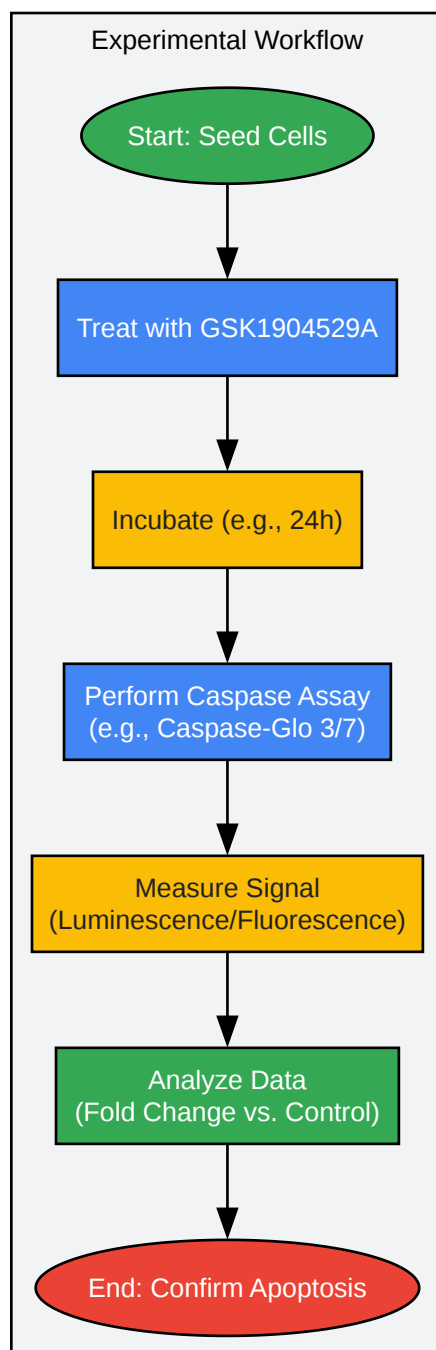 Experimental Workflow
Start: Seed Cells
Treat with GSK1904529A
Incubate (e.g., 24h)
Perform Caspase Assay
(e.g., Caspase-Glo 3/7)
Measure Signal
(Luminescence/Fluorescence)
Analyze Data
(Fold Change vs. Control)
End: Confirm Apoptosis